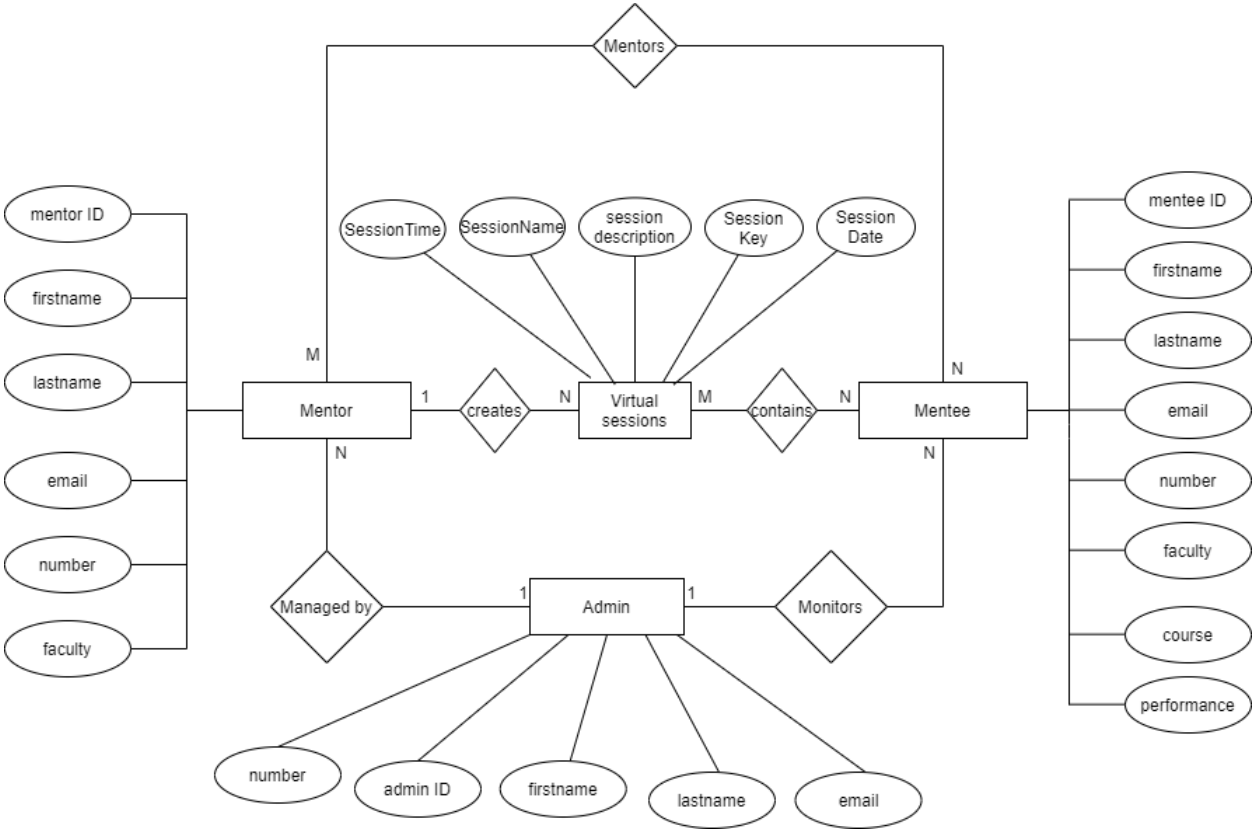 Mentors
mentor ID
firstname
lastname
email
number
faculty
SessionTime
SessionName
session
description
Session
Key
Session
Date
mentee ID
firstname
lastname
email
number
faculty
course
performance
M
N
Mentor
1
creates
N
Virtual
sessions
M
contains
N
Mentee
N
N
Managed by
1
Admin
1
Monitors
number
admin ID
firstname
lastname
email